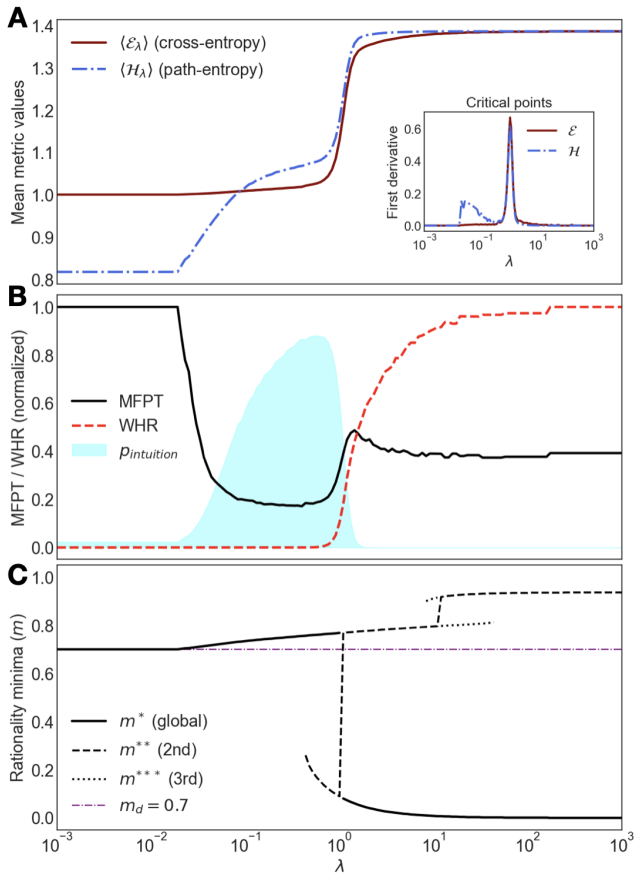 A
1.4
1.3
1.2
1.1
1.0
0.9
0.8
Mean metric values
⟨ℰλ⟩ (cross-entropy)
⟨ℋλ⟩ (path-entropy)
Critical points
First derivative
0.6
0.4
0.2
0.0
ℰ
ℋ
10⁻³ 10⁻¹ 10¹ 10³
λ
B
1.0
0.8
0.6
0.4
0.2
0.0
MFPT / WHR (normalized)
MFPT
WHR
p_intuition
C
1.0
0.8
0.6
0.4
0.2
0.0
Rationality minima (m)
m* (global)
m** (2nd)
m*** (3rd)
m_d = 0.7
10⁻³ 10⁻² 10⁻¹ 10⁰ 10¹ 10² 10³
λ